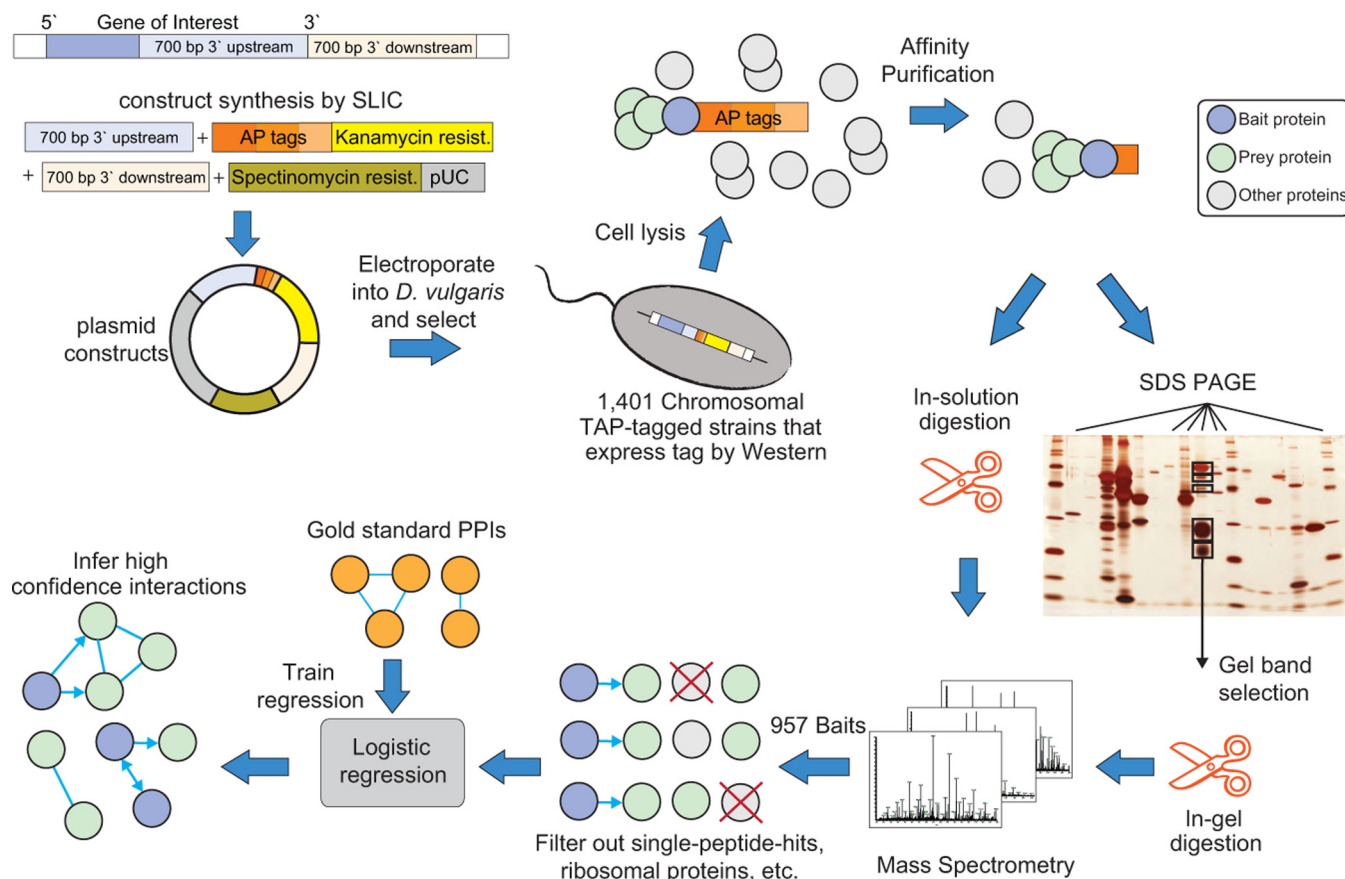 5`
Gene of Interest
3`
700 bp 3` upstream
700 bp 3` downstream
construct synthesis by SLIC
700 bp 3` upstream
+
AP tags
Kanamycin resist.
+
700 bp 3` downstream
+
Spectinomycin resist.
pUC
plasmid
constructs
Electroporate
into D. vulgaris
and select
AP tags
Cell lysis
1,401 Chromosomal
TAP-tagged strains that
express tag by Western
Affinity
Purification
Bait protein
Prey protein
Other proteins
In-solution
digestion
SDS PAGE
Gel band
selection
In-gel
digestion
Mass Spectrometry
957 Baits
Filter out single-peptide-hits,
ribosomal proteins, etc.
Gold standard PPIs
Train
regression
Logistic
regression
Infer high
confidence interactions